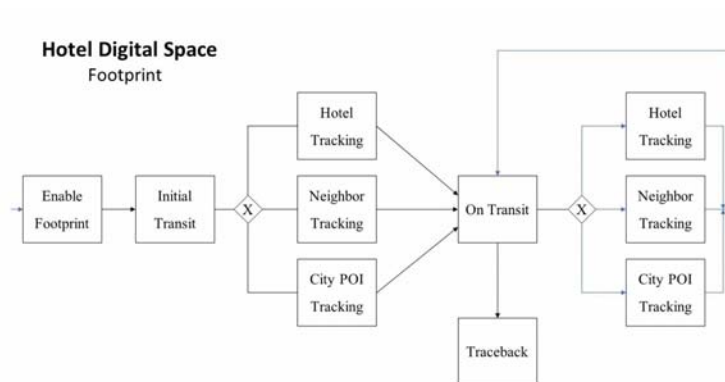 Hotel Digital Space
Footprint
Enable
Footprint
Initial
Transit
X
Hotel
Tracking
Neighbor
Tracking
City POI
Tracking
On Transit
Traceback
X
Hotel
Tracking
Neighbor
Tracking
City POI
Tracking